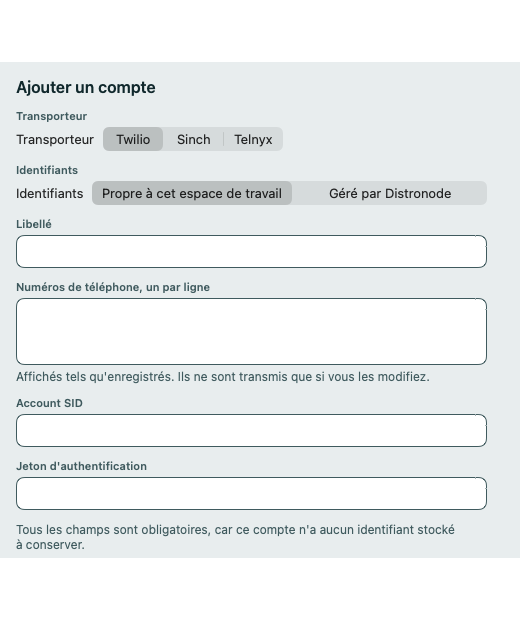 Ajouter un compte
Transporteur
Transporteur Twilio Sinch Telnyx
Identifiants
Identifiants Propre à cet espace de travail Géré par Distronode
Libellé
Numéros de téléphone, un par ligne
Affichés tels qu'enregistrés. Ils ne sont transmis que si vous les modifiez.
Account SID
Jeton d'authentification
Tous les champs sont obligatoires, car ce compte n'a aucun identifiant stocké
à conserver.